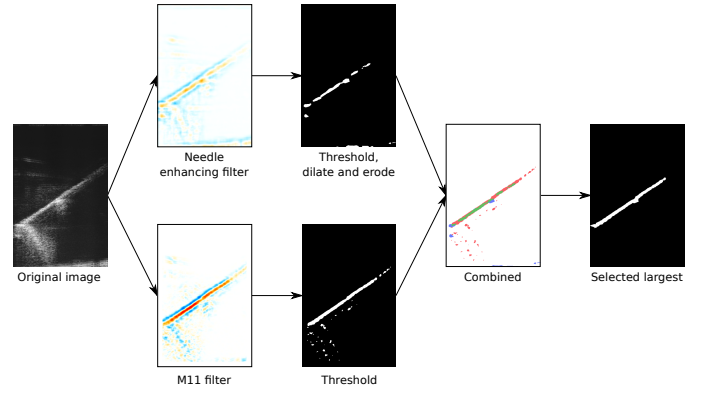 Needle
enhancing filter
Threshold,
dilate and erode
Original image
Combined
Selected largest
M11 filter
Threshold